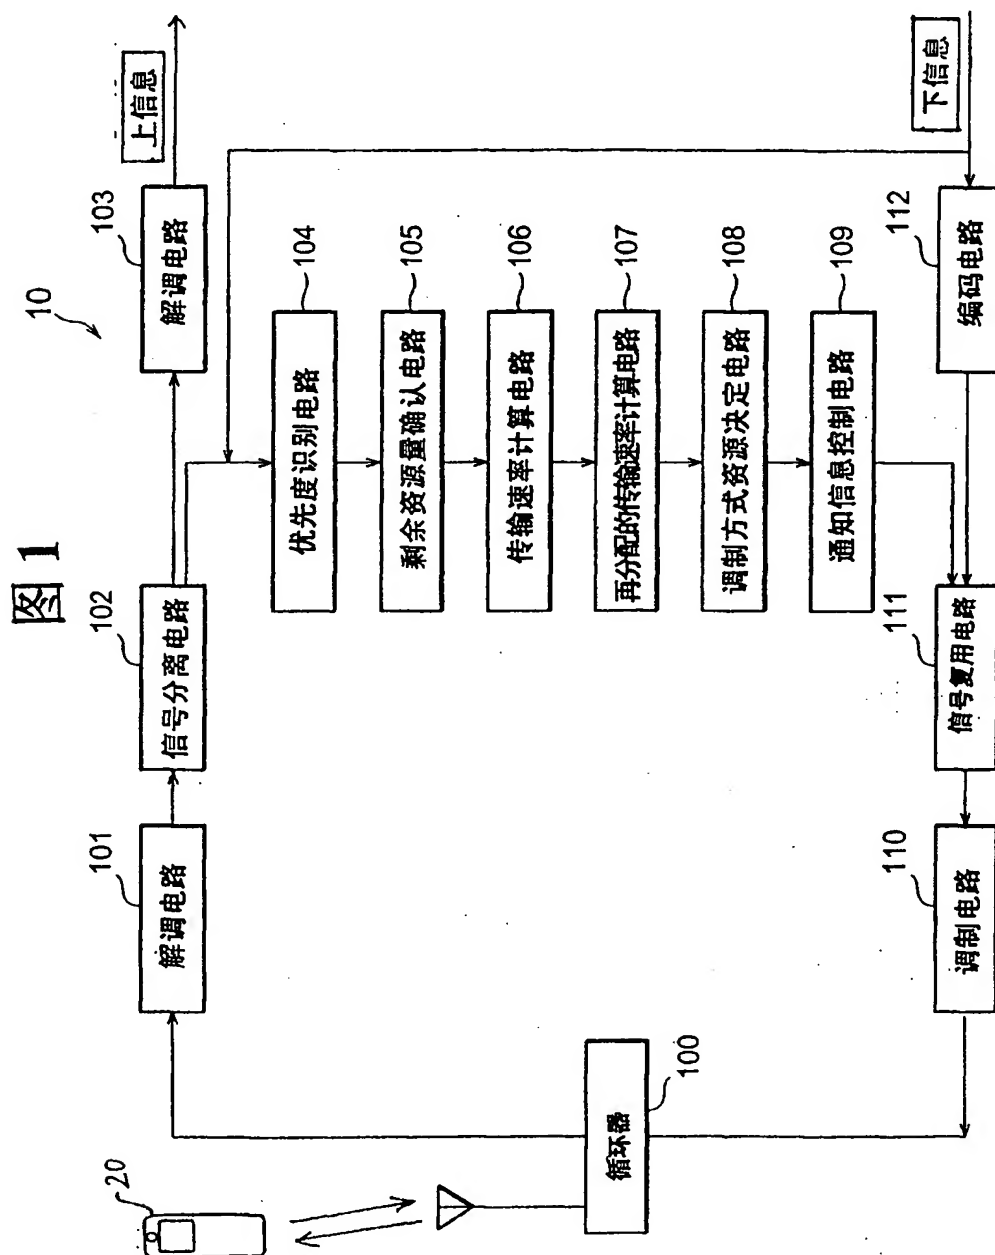 图 1
10
20
循环器
100
解调电路
101
信号分离电路
102
解调电路
103
上信息
优先度识别电路
104
剩余资源量确认电路
105
传输速率计算电路
106
再分配的传输速率计算电路
107
调制方式资源决定电路
108
通知信息控制电路
109
调制电路
110
信号复用电路
111
编码电路
112
下信息